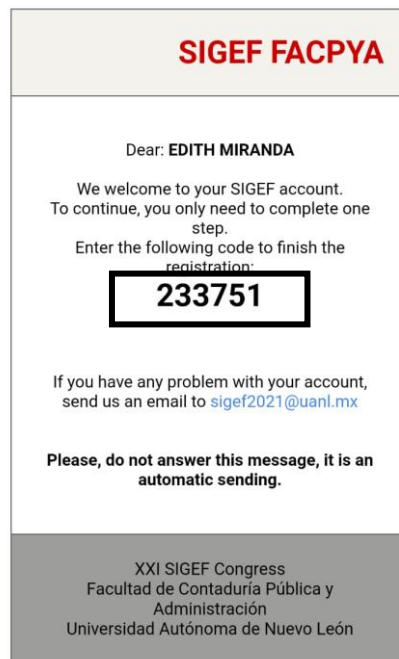 SIGEF FACPYA
Dear: EDITH MIRANDA
We welcome to your SIGEF account.
To continue, you only need to complete one
step.
Enter the following code to finish the
registration:
233751
If you have any problem with your account,
send us an email to sigef2021@uanl.mx
Please, do not answer this message, it is an
automatic sending.
XXI SIGEF Congress
Facultad de Contaduría Pública y
Administración
Universidad Autónoma de Nuevo León